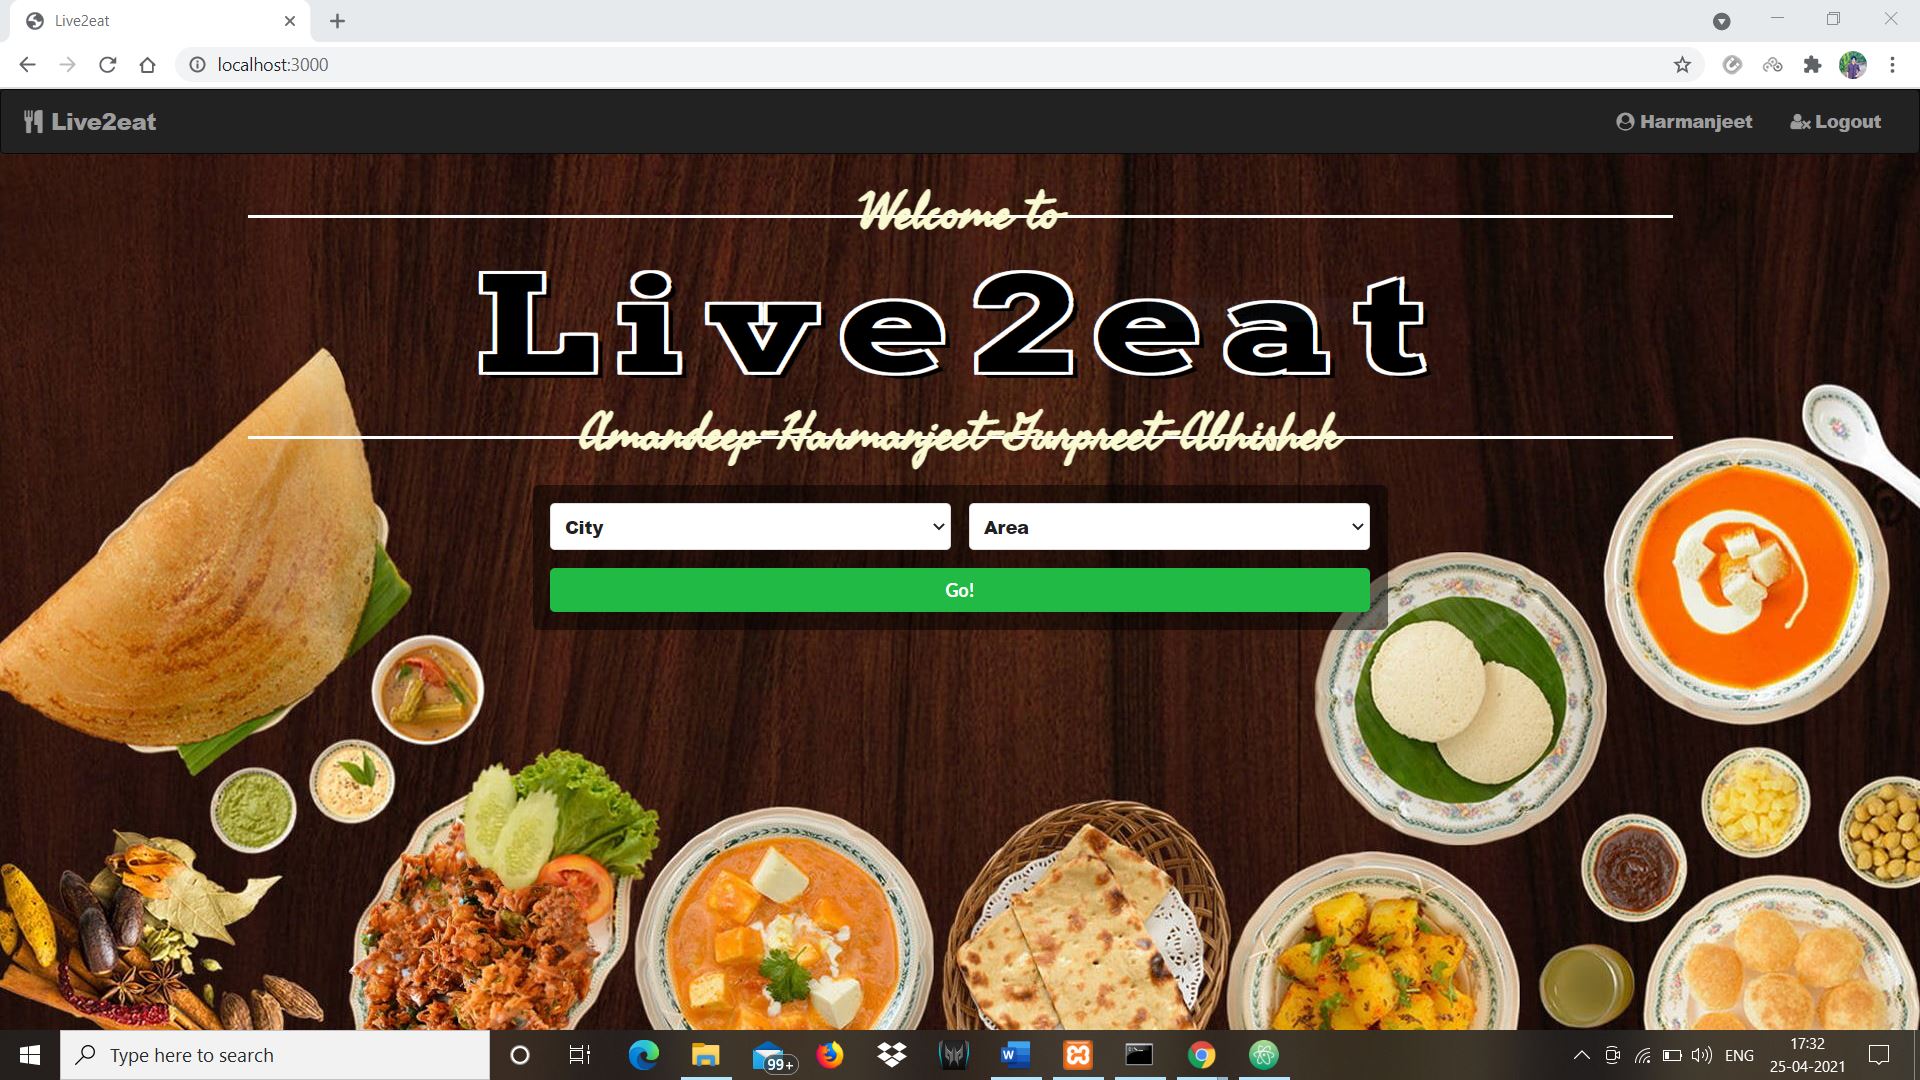 Live2eat
localhost:3000
Live2eat
Harmanjeet
Logout
Welcome to
Live2eat
Amandeep-Harmanjeet-Gurpreet-Abhishek
City
Area
Go!
Type here to search
99+
ENG
17:32
25-04-2021